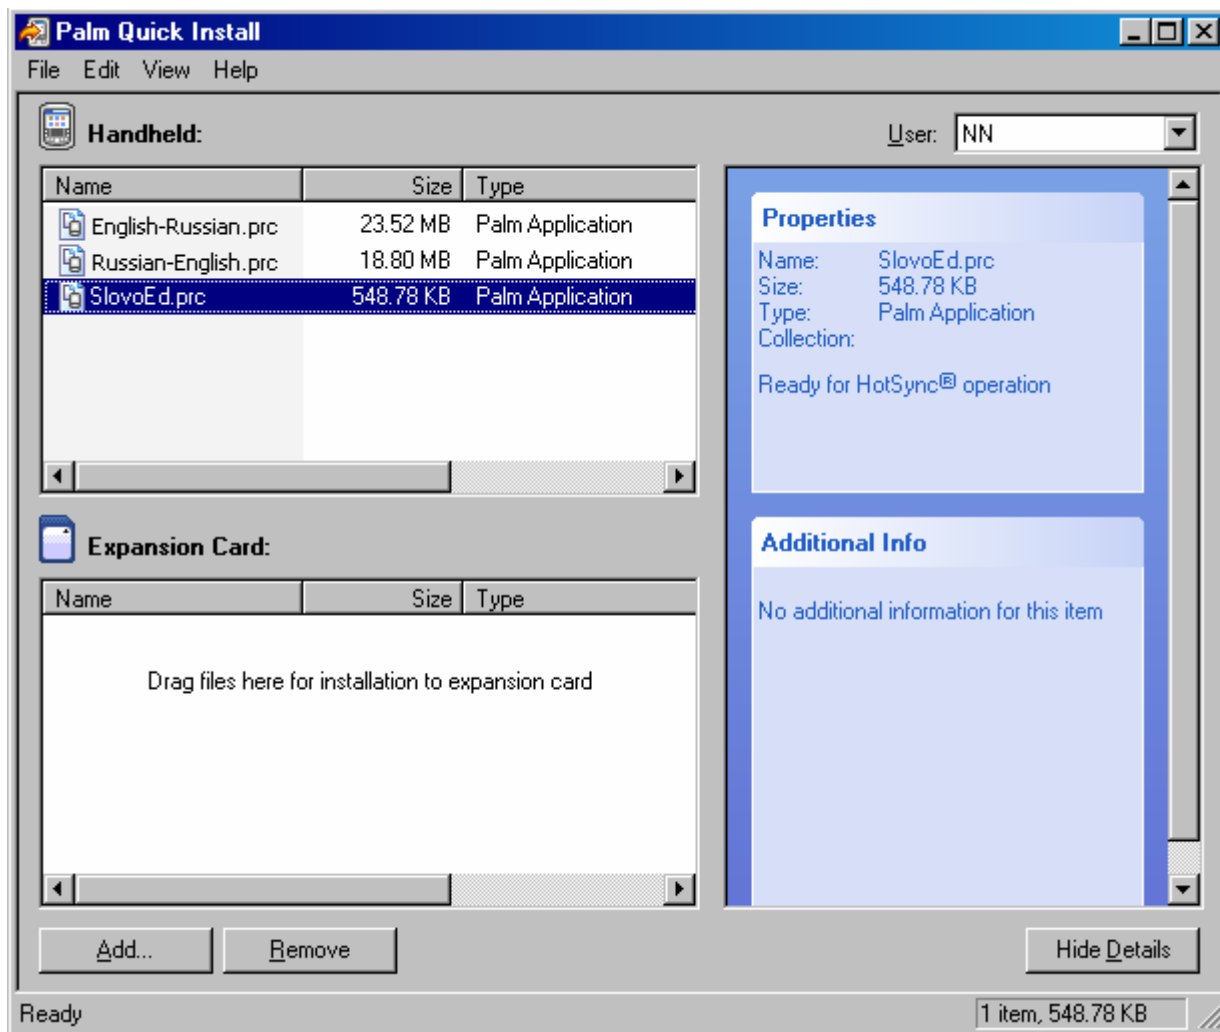 Palm Quick Install
File Edit View Help
Handheld:
User: NN
Name Size Type
English-Russian.prc 23.52 MB Palm Application
Russian-English.prc 18.80 MB Palm Application
SlovoEd.prc 548.78 KB Palm Application
Properties
Name: SlovoEd.prc
Size: 548.78 KB
Type: Palm Application
Collection:
Ready for HotSync® operation
Expansion Card:
Name Size Type
Drag files here for installation to expansion card
Additional Info
No additional information for this item
Add... Remove Hide Details
Ready 1 item, 548.78 KB